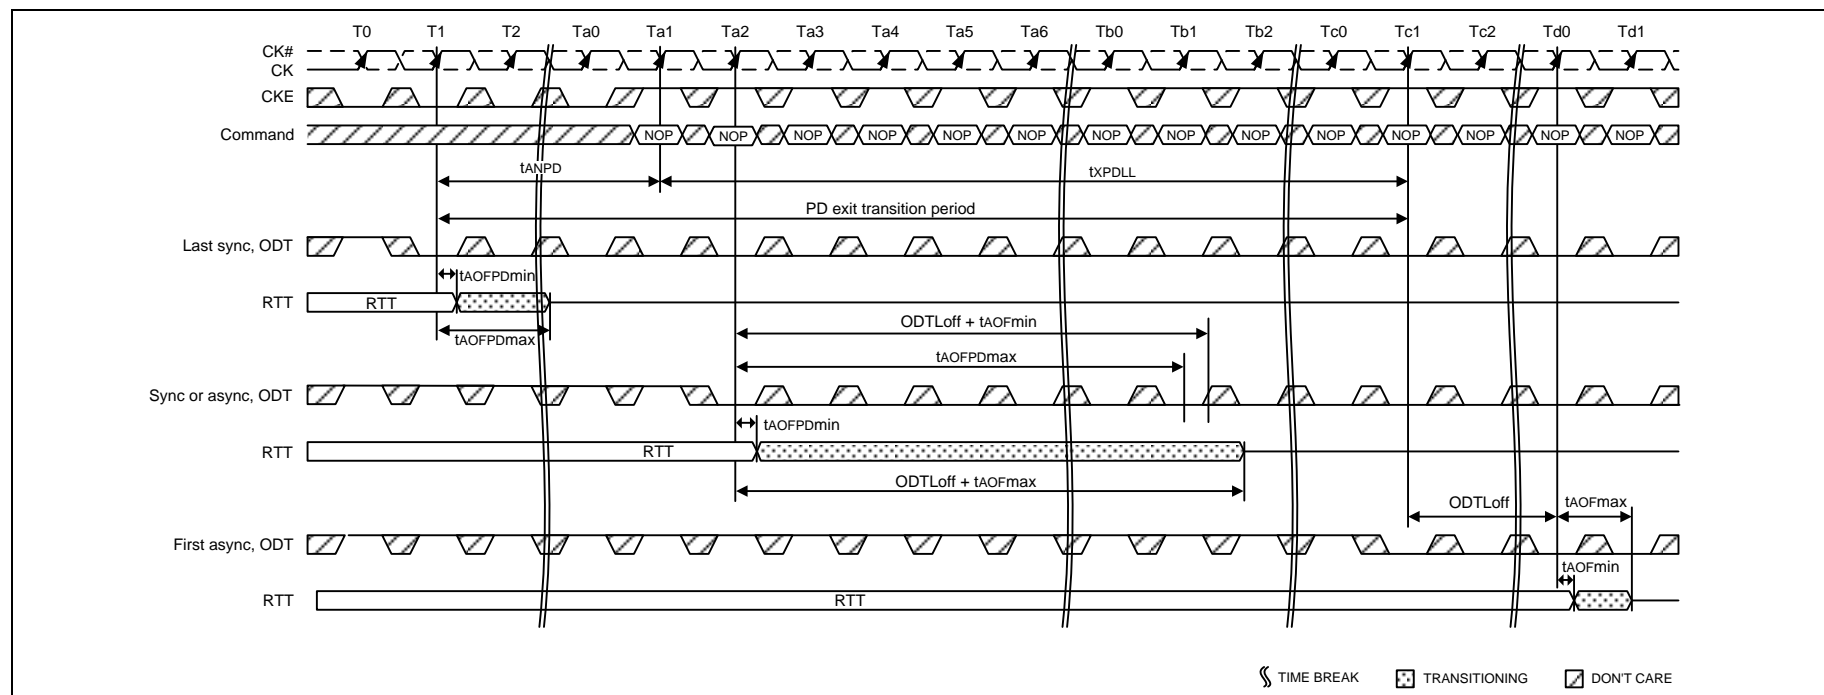 T0 T1 T2 Ta0 Ta1 Ta2 Ta3 Ta4 Ta5 Ta6 Tb0 Tb1 Tb2 Tc0 Tc1 Tc2 Td0 Td1
CK#
CK
CKE
Command NOP NOP NOP NOP NOP NOP NOP NOP NOP NOP NOP NOP NOP NOP
tANPD tXPDLL
PD exit transition period
Last sync, ODT
tAOFPDmin
RTT RTT
tAOFPDmax
ODTLoff + tAOFmin
tAOFPDmax
Sync or async, ODT
tAOFPDmin
RTT RTT
ODTLoff + tAOFmax
ODTLoff tAOFmax
First async, ODT
tAOFmin
RTT RTT
TIME BREAK TRANSITIONING DON'T CARE